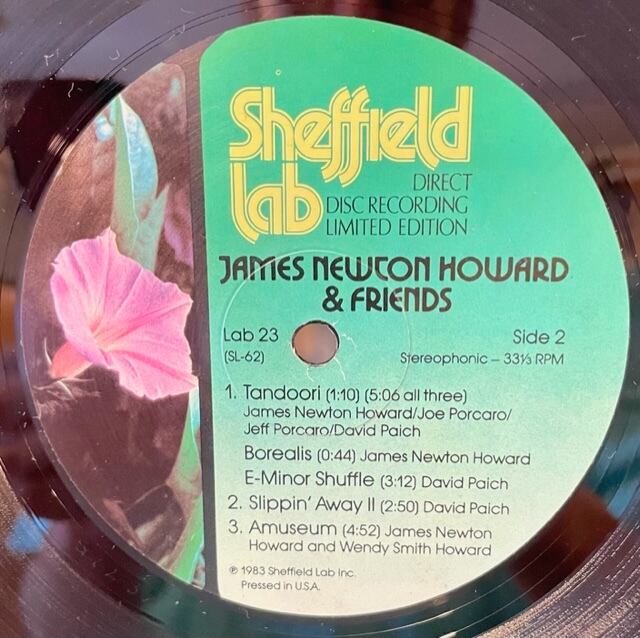 Sheffield
lab
DIRECT
DISC RECORDING
LIMITED EDITION
JAMES NEWTON HOWARD
& FRIENDS
Lab 23
(SL-62)
Side 2
Stereophonic – 33⅓ RPM
1. Tandoori (1:10) (5:06 all three)
James Newton Howard/Joe Porcaro/
Jeff Porcaro/David Paich
Borealis (0:44) James Newton Howard
E-Minor Shuffle (3:12) David Paich
2. Slippin' Away II (2:50) David Paich
3. Amuseum (4:52) James Newton
Howard and Wendy Smith Howard
℗ 1983 Sheffield Lab Inc.
Pressed in U.S.A.